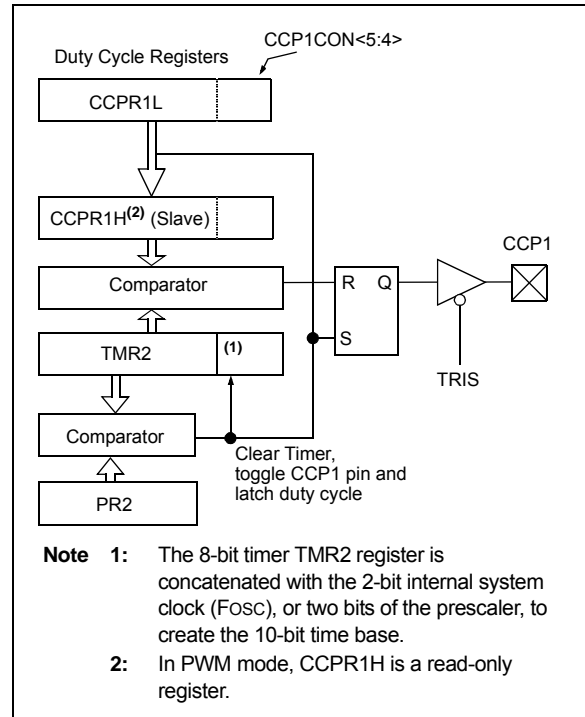 CCP1CON<5:4>
Duty Cycle Registers
CCPR1L
CCPR1H(2) (Slave)
CCP1
Comparator
R Q
TMR2 (1)
S
TRIS
Comparator
Clear Timer,
toggle CCP1 pin and
latch duty cycle
PR2
Note 1: The 8-bit timer TMR2 register is
concatenated with the 2-bit internal system
clock (FOSC), or two bits of the prescaler, to
create the 10-bit time base.
2: In PWM mode, CCPR1H is a read-only
register.